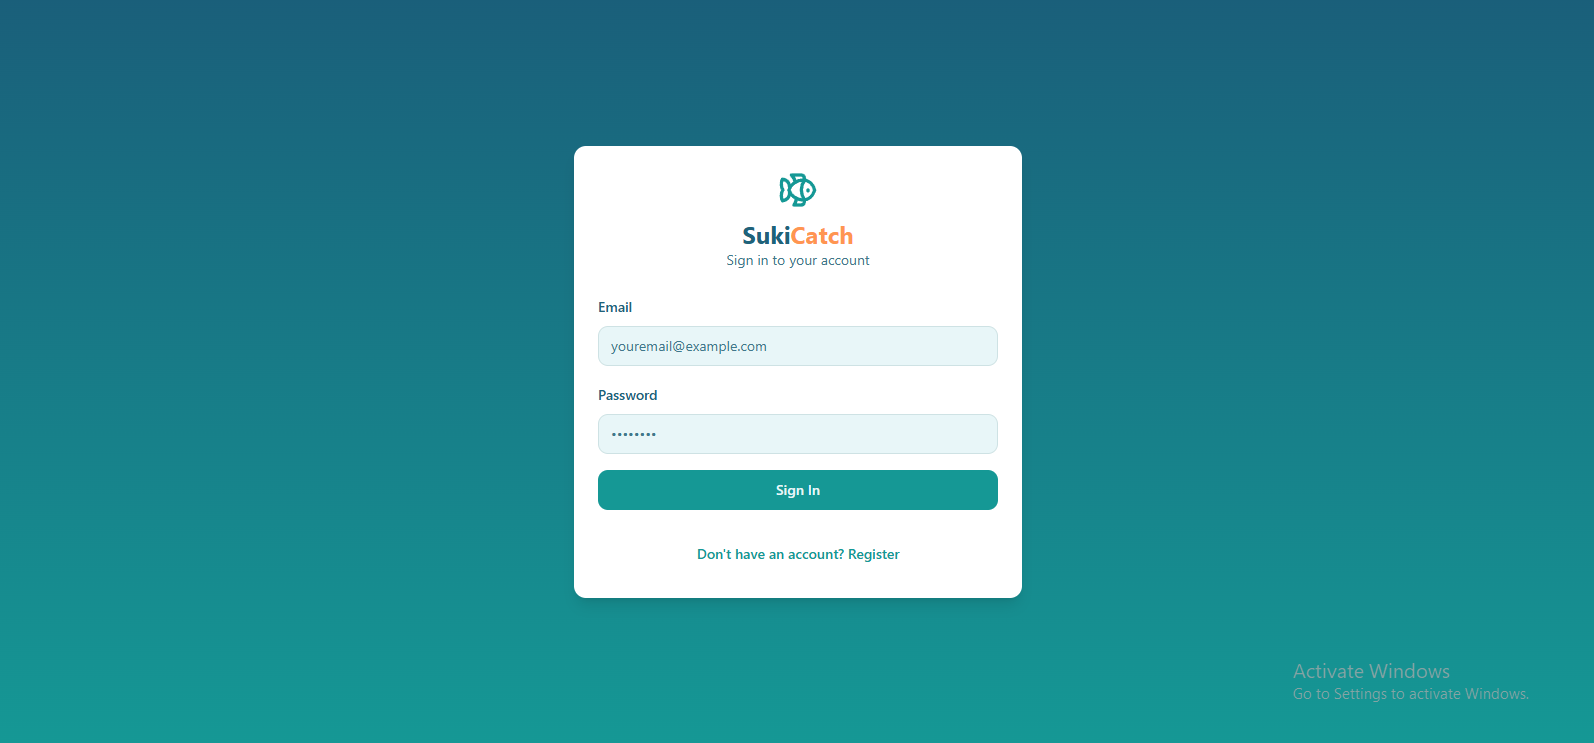 SukiCatch
Sign in to your account
Email
youremail@example.com
Password
••••••••
Sign In
Don't have an account? Register
Activate Windows
Go to Settings to activate Windows.